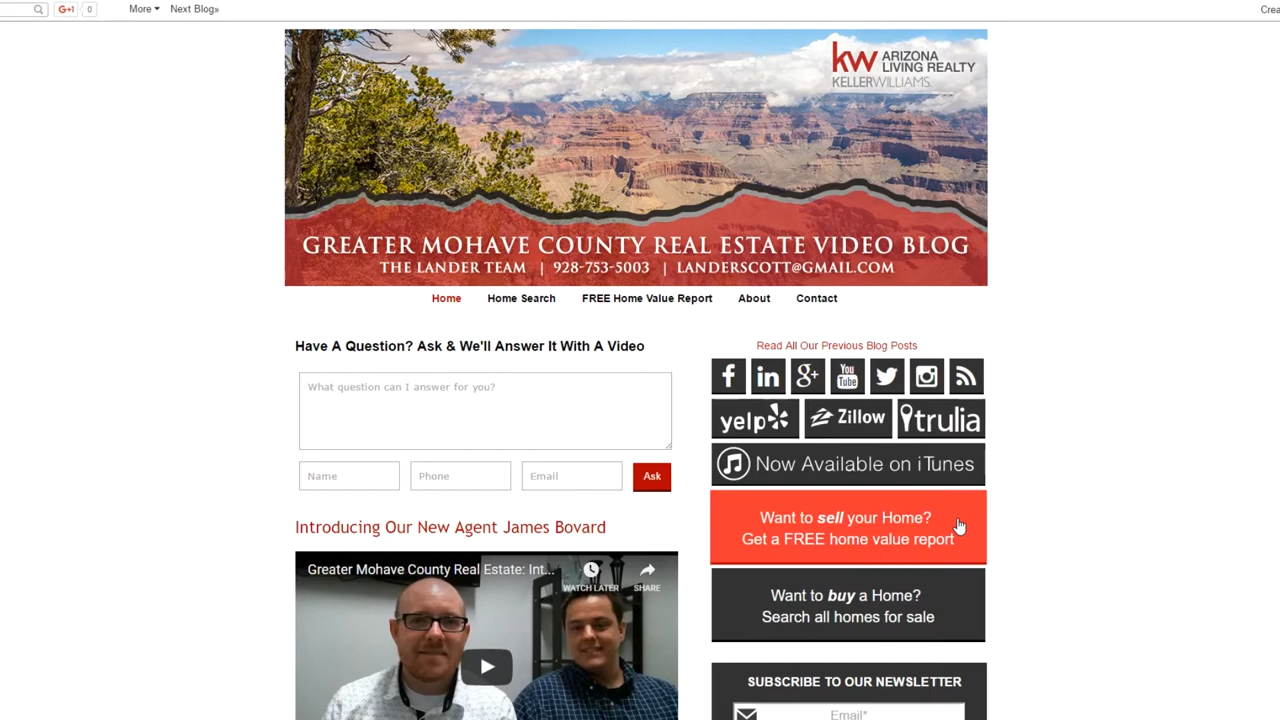 G+1 0 More Next Blog» Crea
kw ARIZONA
LIVING REALTY
KELLERWILLIAMS.
GREATER MOHAVE COUNTY REAL ESTATE VIDEO BLOG
THE LANDER TEAM | 928-753-5003 | LANDERSCOTT@GMAIL.COM
Home Home Search FREE Home Value Report About Contact
Have A Question? Ask & We'll Answer It With A Video
What question can I answer for you?
Name Phone Email Ask
Introducing Our New Agent James Bovard
Greater Mohave County Real Estate: Int...
WATCH LATER SHARE
Read All Our Previous Blog Posts
f in g+ You Tube
yelp Zillow trulia
Now Available on iTunes
Want to sell your Home?
Get a FREE home value report
Want to buy a Home?
Search all homes for sale
SUBSCRIBE TO OUR NEWSLETTER
Email*